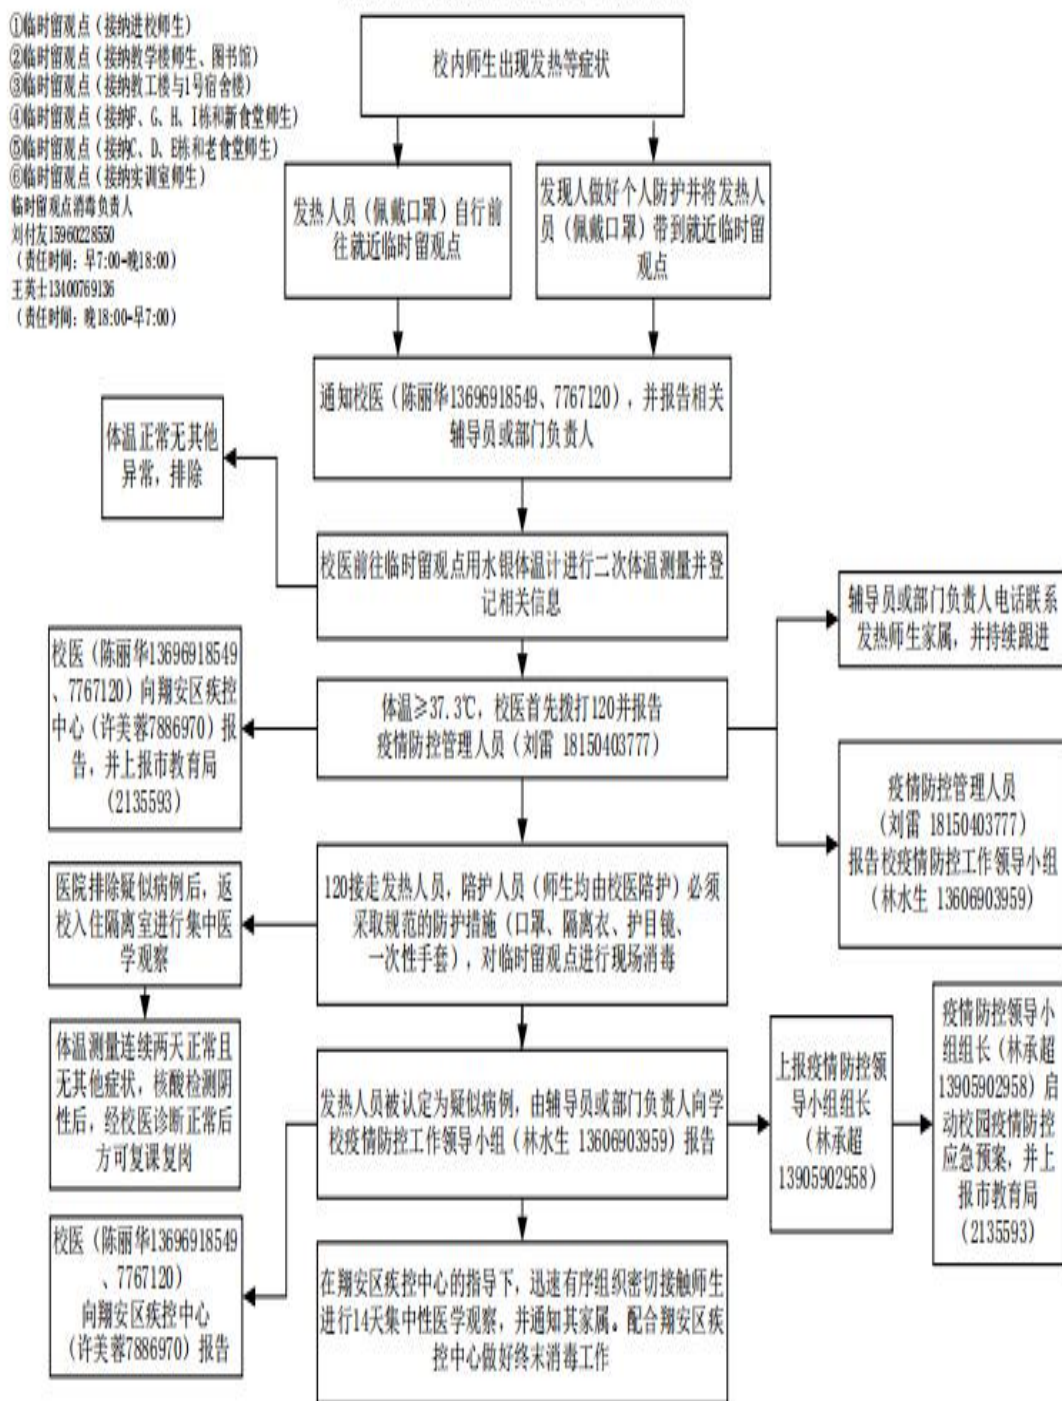 ①临时留观点（接纳进校师生）
②临时留观点（接纳教学楼师生、图书馆）
③临时留观点（接纳教工楼与1号宿舍楼）
④临时留观点（接纳F、G、H、I栋和新食堂师生）
⑤临时留观点（接纳C、D、E栋和老食堂师生）
⑥临时留观点（接纳实训室师生）
临时留观点消毒负责人
刘付友15960228550
（责任时间：早7:00-晚18:00）
王英士13400769136
（责任时间：晚18:00-早7:00）
校内师生出现发热等症状
发热人员（佩戴口罩）自行前
往就近临时留观点
发现人做好个人防护并将发热人
员（佩戴口罩）带到就近临时留
观点
通知校医（陈丽华13696918549、7767120），并报告相关
辅导员或部门负责人
体温正常无其他
异常，排除
校医前往临时留观点用水银体温计进行二次体温测量并登
记相关信息
辅导员或部门负责人电话联系
发热师生家属，并持续跟进
校医（陈丽华13696918549
、7767120）向翔安区疾控
中心（许美蓉7886970）报
告，并上报市教育局
（2135593）
体温≥37.3℃，校医首先拨打120并报告
疫情防控管理人员（刘雷 18150403777）
疫情防控管理人员
（刘雷 18150403777）
报告校疫情防控工作领导小组
（林水生 13606903959）
医院排除疑似病例后，返
校入住隔离室进行集中医
学观察
120接走发热人员，陪护人员（师生均由校医陪护）必须
采取规范的防护措施（口罩、隔离衣、护目镜、
一次性手套），对临时留观点进行现场消毒
体温测量连续两天正常且
无其他症状，核酸检测阴
性后，经校医诊断正常后
方可复课复岗
发热人员被认定为疑似病例，由辅导员或部门负责人向学
校疫情防控工作领导小组（林水生 13606903959）报告
上报疫情防控领
导小组组长
（林承超
13905902958）
疫情防控领导小
组组长（林承超
13905902958）启
动校园疫情防控
应急预案，并上
报市教育局
（2135593）
校医（陈丽华13696918549
、7767120）
向翔安区疾控中心
（许美蓉7886970）报告
在翔安区疾控中心的指导下，迅速有序组织密切接触师生
进行14天集中性医学观察，并通知其家属。配合翔安区疾
控中心做好终末消毒工作